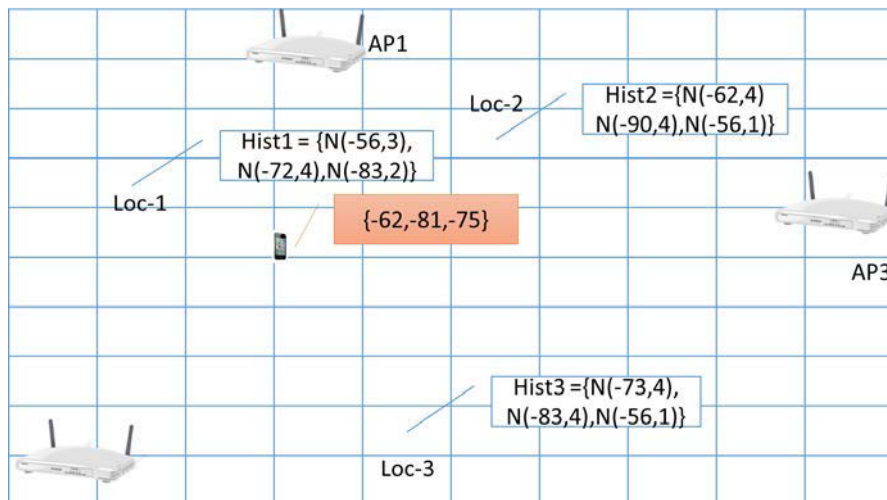 AP1
Loc-2
Hist2 ={N(-62,4)
N(-90,4),N(-56,1)}
Hist1 = {N(-56,3),
N(-72,4),N(-83,2)}
Loc-1
{-62,-81,-75}
AP3
Hist3 ={N(-73,4),
N(-83,4),N(-56,1)}
Loc-3